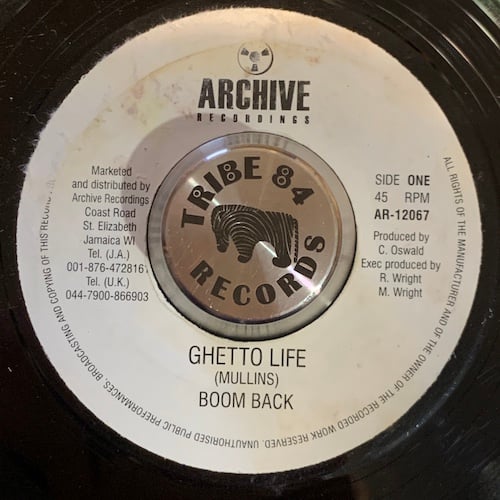 ARCHIVE
RECORDINGS
Marketed
and distributed by
Archive Recordings
Coast Road
St. Elizabeth
Jamaica WI
Tel. (J.A.)
001-876-472816
Tel. (U.K.)
044-7900-866903
TRIBE 84
RECORDS
SIDE ONE
45 RPM
AR-12067
Produced by
C. Oswald
Exec produced by
R. Wright
M. Wright
GHETTO LIFE
(MULLINS)
BOOM BACK
ALL RIGHTS OF THE MANUFACTURER AND OF THE OWNER OF THE RECORDED WORK RESERVED. UNAUTHORISED PUBLIC PREFORMANCES, BROADCASTING AND COPYING OF THIS RECORD